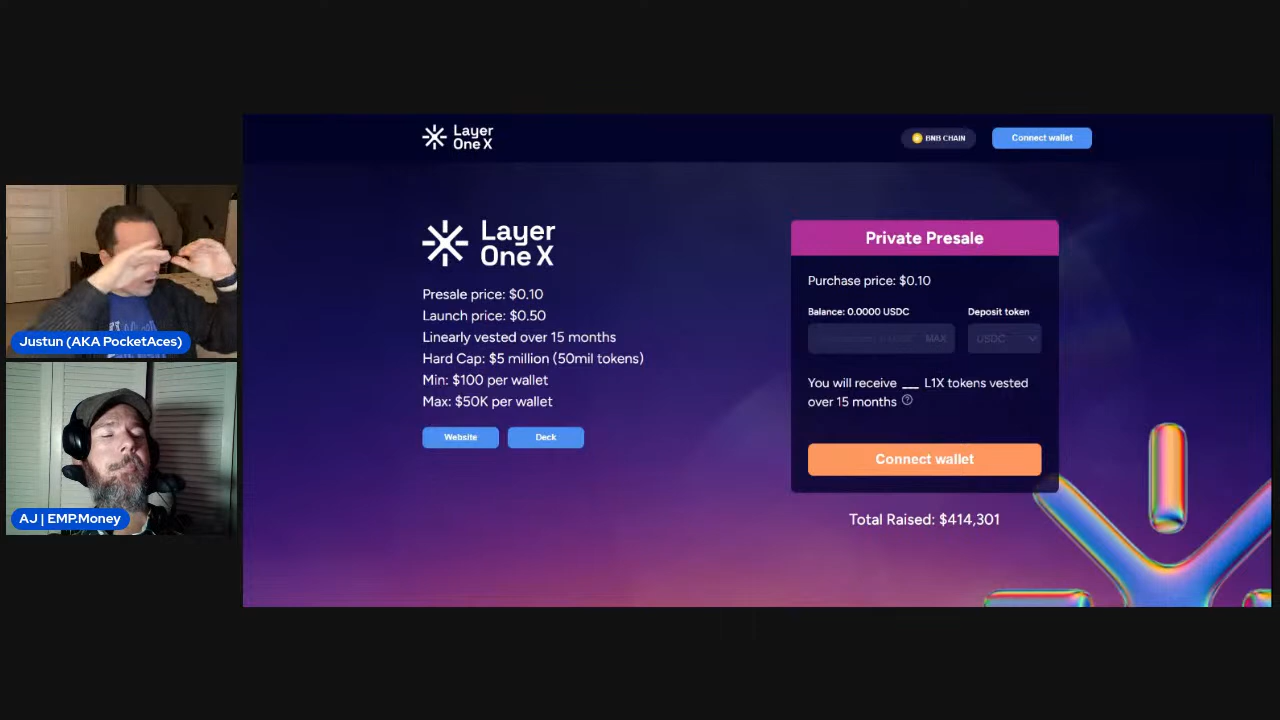 Layer
One X
BNB CHAIN
Connect wallet
Justun (AKA PocketAces)
AJ | EMP.Money
Layer
One X
Presale price: $0.10
Launch price: $0.50
Linearly vested over 15 months
Hard Cap: $5 million (50mil tokens)
Min: $100 per wallet
Max: $50K per wallet
Website
Deck
Private Presale
Purchase price: $0.10
Balance: 0.0000 USDC
Deposit token
MAX
USDC
You will receive __ L1X tokens vested
over 15 months
Connect wallet
Total Raised: $414,301